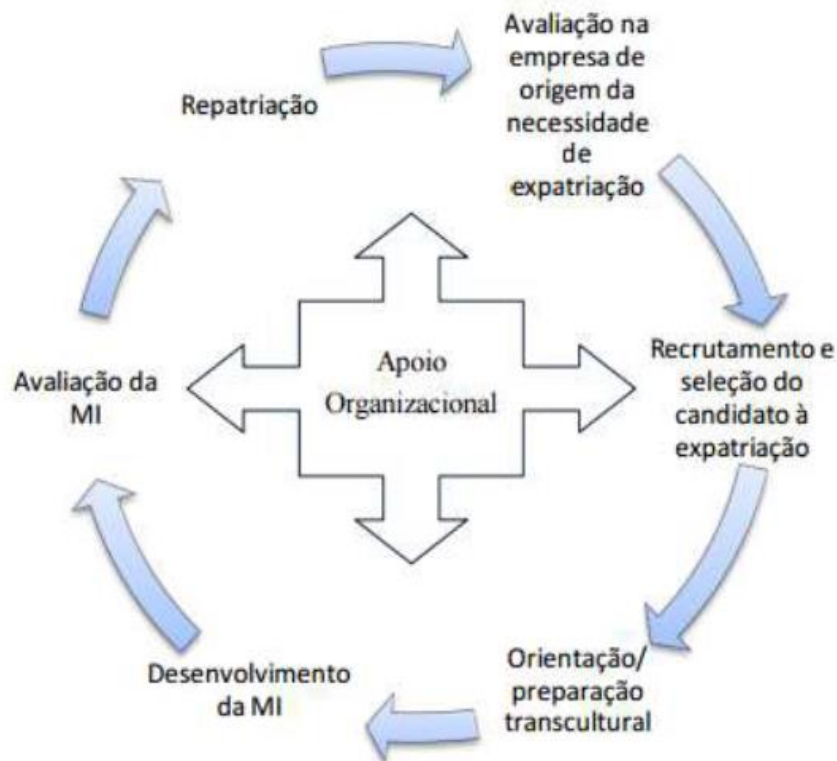 Avaliação na
empresa de
origem da
necessidade
de
expatriação
Recrutamento e
seleção do
candidato à
expatriação
Orientação/
preparação
transcultural
Desenvolvimento
da MI
Avaliação da
MI
Repatriação
Apoio
Organizacional